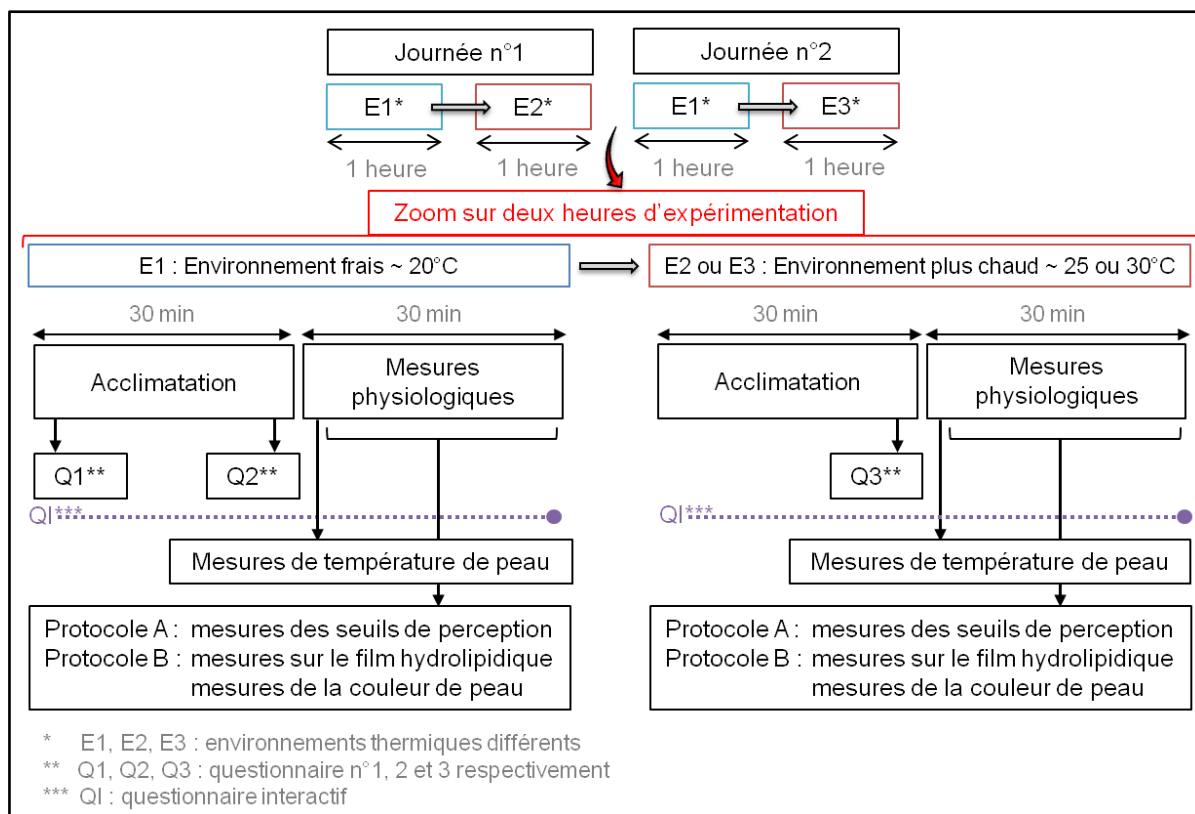 Journée n°1
Journée n°2
E1*
E2*
E1*
E3*
1 heure
1 heure
1 heure
1 heure
Zoom sur deux heures d'expérimentation
E1 : Environnement frais ~ 20°C
E2 ou E3 : Environnement plus chaud ~ 25 ou 30°C
30 min
30 min
30 min
30 min
Acclimatation
Mesures
physiologiques
Acclimatation
Mesures
physiologiques
Q1**
Q2**
Q3**
QI***
QI***
Mesures de température de peau
Mesures de température de peau
Protocole A : mesures des seuils de perception
Protocole B : mesures sur le film hydrolipidique
mesures de la couleur de peau
Protocole A : mesures des seuils de perception
Protocole B : mesures sur le film hydrolipidique
mesures de la couleur de peau
* E1, E2, E3 : environnements thermiques différents
** Q1, Q2, Q3 : questionnaire n°1, 2 et 3 respectivement
*** QI : questionnaire interactif